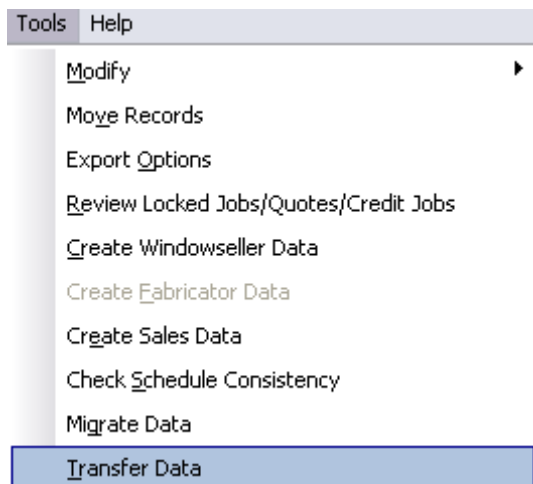 Tools Help
Modify
Move Records
Export Options
Review Locked Jobs/Quotes/Credit Jobs
Create Windowseller Data
Create Fabricator Data
Create Sales Data
Check Schedule Consistency
Migrate Data
Transfer Data